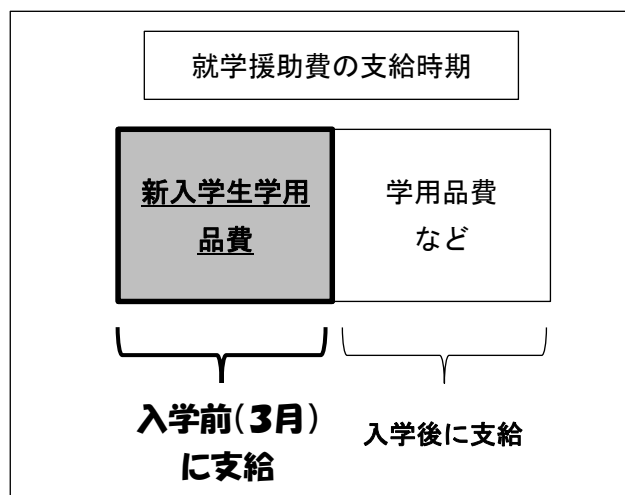 就学援助費の支給時期
新入学生学用
品費
学用品費
など
入学前(3月)
に支給
入学後に支給